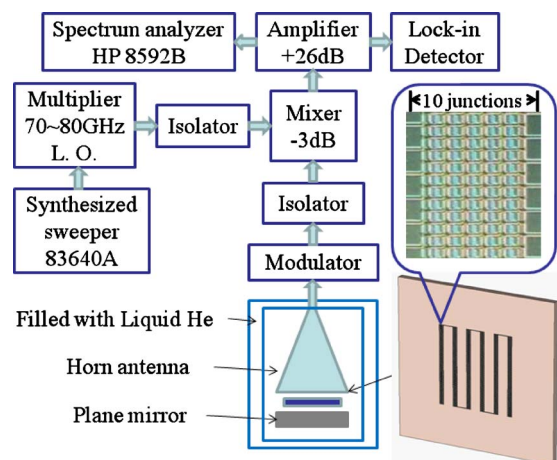 Spectrum analyzer
HP 8592B
Amplifier
+26dB
Lock-in
Detector
Multiplier
70~80GHz
L. O.
Isolator
Mixer
-3dB
10 junctions
Synthesized
sweeper
83640A
Isolator
Modulator
Filled with Liquid He
Horn antenna
Plane mirror